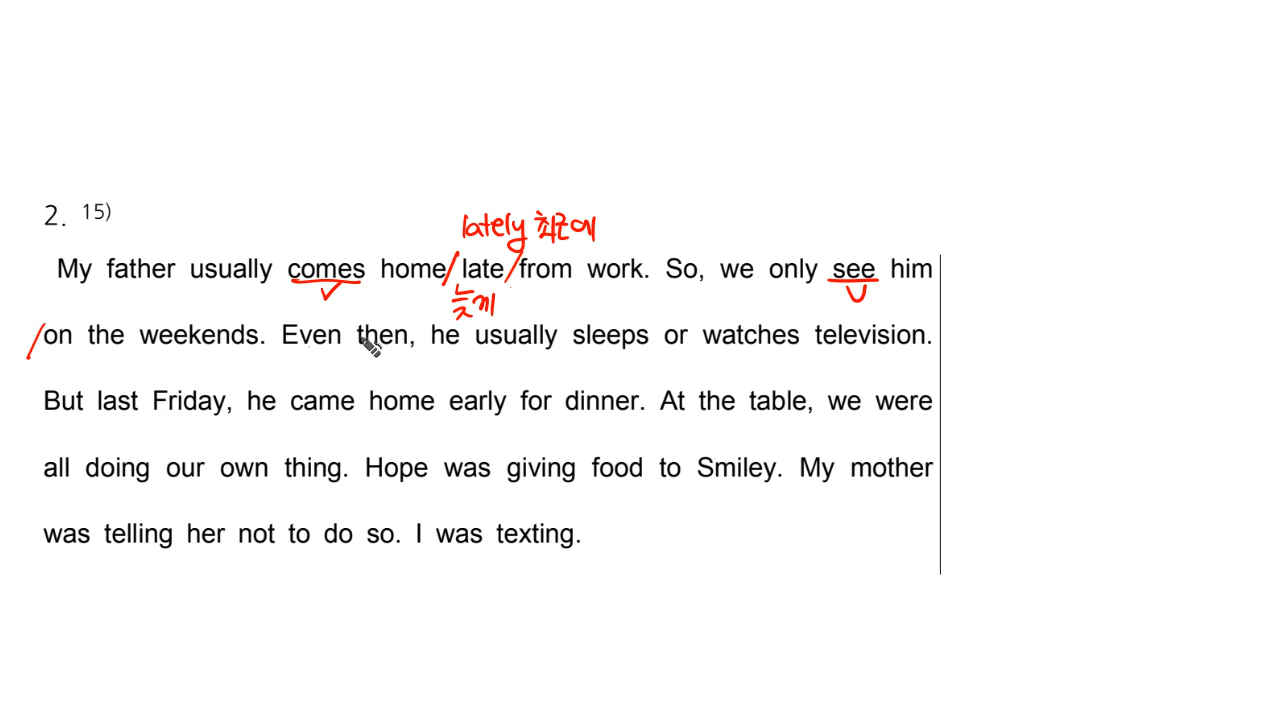 2. 15)
lately 최근에
My father usually comes home / late / from work. So, we only see him
늦게
/ on the weekends. Even then, he usually sleeps or watches television.
But last Friday, he came home early for dinner. At the table, we were
all doing our own thing. Hope was giving food to Smiley. My mother
was telling her not to do so. I was texting.